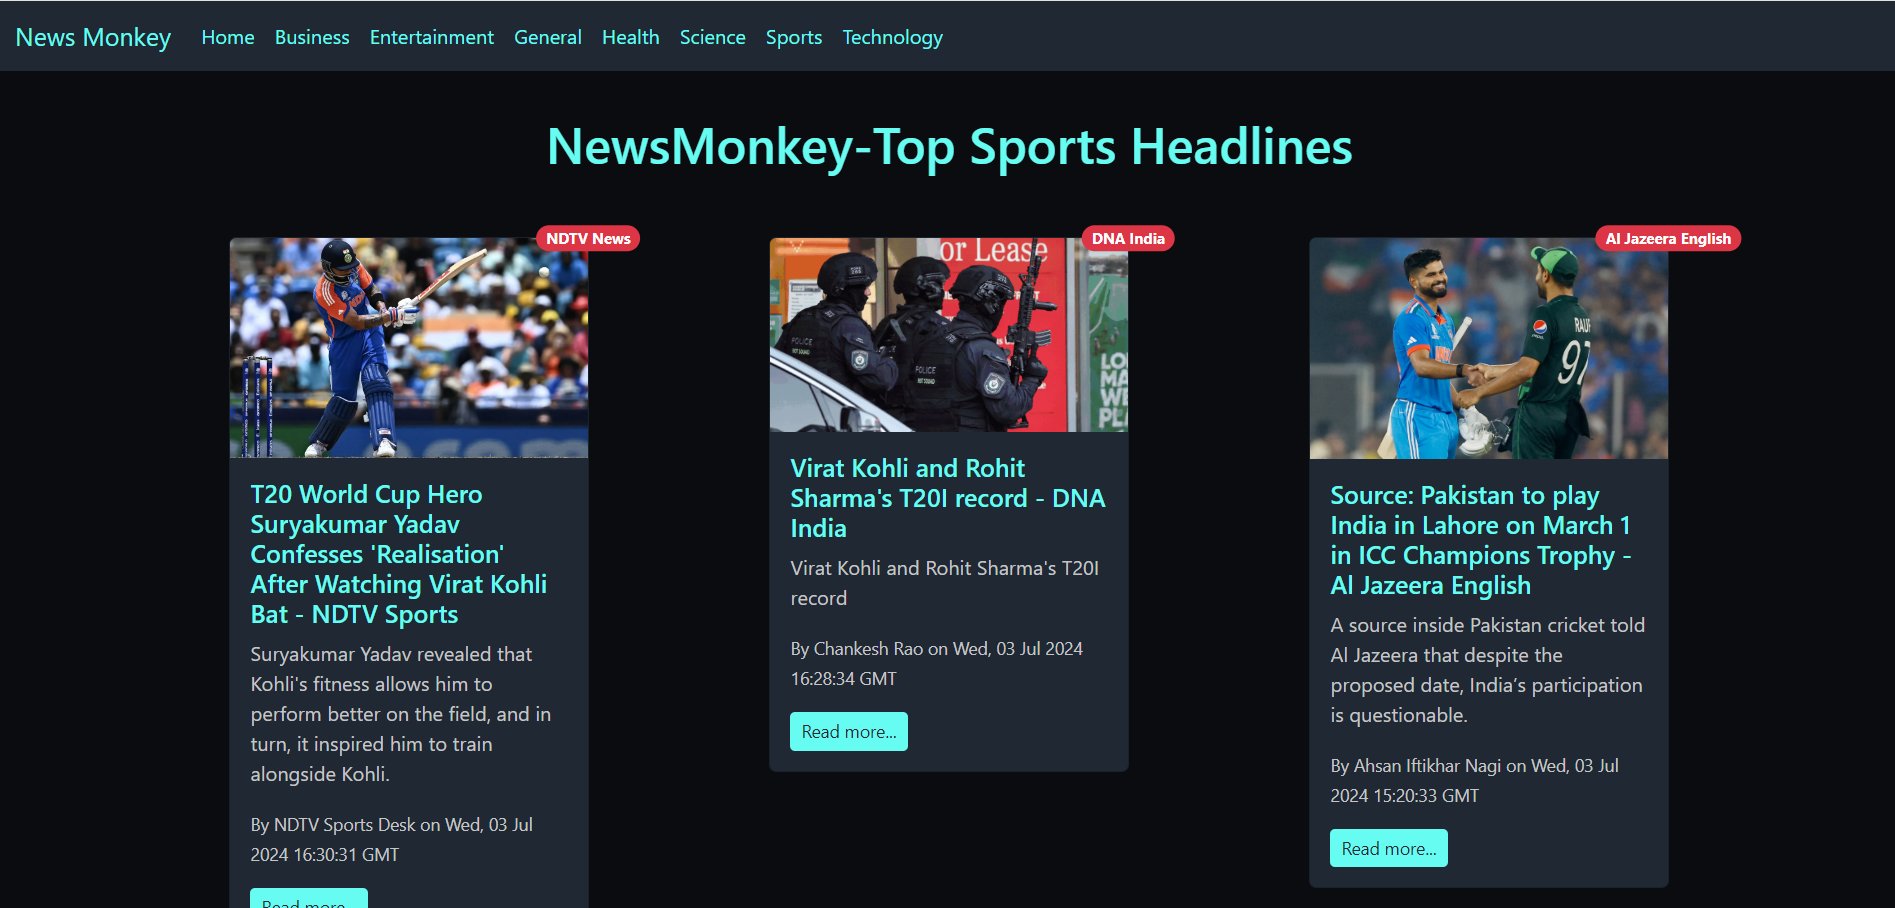 News Monkey Home Business Entertainment General Health Science Sports Technology
NewsMonkey-Top Sports Headlines
NDTV News
T20 World Cup Hero
Suryakumar Yadav
Confesses 'Realisation'
After Watching Virat Kohli
Bat - NDTV Sports
Suryakumar Yadav revealed that
Kohli's fitness allows him to
perform better on the field, and in
turn, it inspired him to train
alongside Kohli.
By NDTV Sports Desk on Wed, 03 Jul
2024 16:30:31 GMT
Read more...
DNA India
or Lease
POLICE
RIOT SQUAD
POLICE
RIOT SQUAD
Virat Kohli and Rohit
Sharma's T20I record - DNA
India
Virat Kohli and Rohit Sharma's T20I
record
By Chankesh Rao on Wed, 03 Jul 2024
16:28:34 GMT
Read more...
Al Jazeera English
RAUF
97
Source: Pakistan to play
India in Lahore on March 1
in ICC Champions Trophy -
Al Jazeera English
A source inside Pakistan cricket told
Al Jazeera that despite the
proposed date, India’s participation
is questionable.
By Ahsan Iftikhar Nagi on Wed, 03 Jul
2024 15:20:33 GMT
Read more...